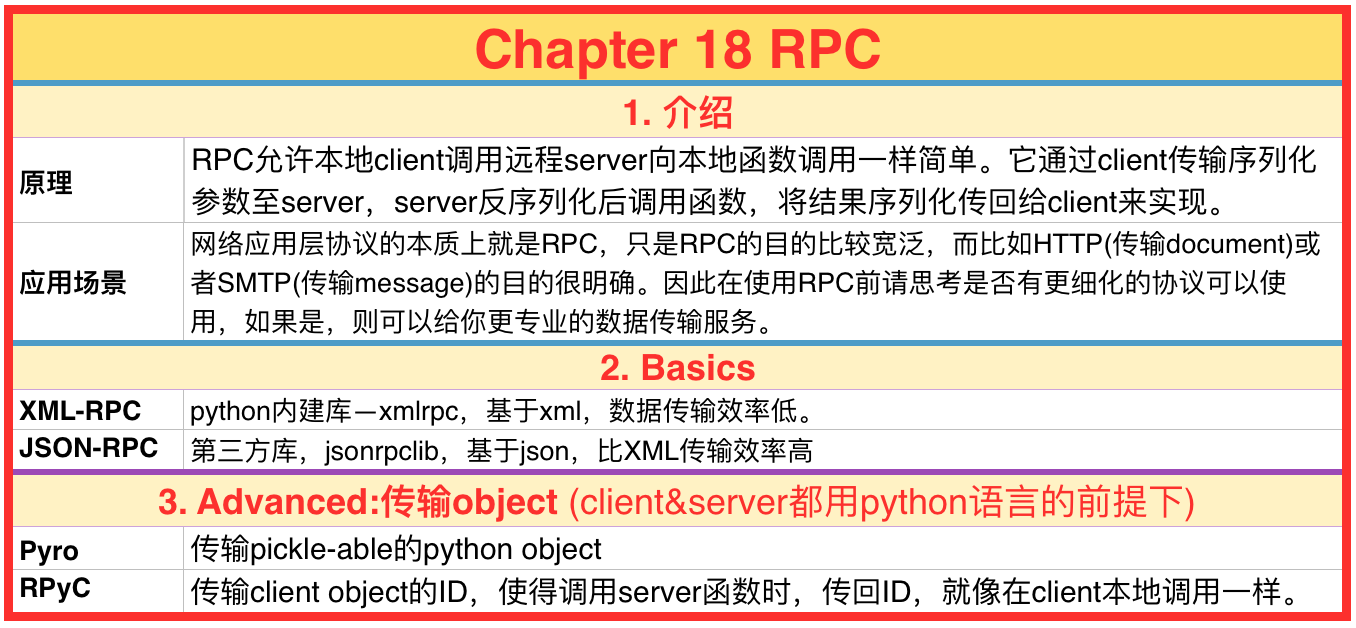 Chapter 18 RPC
1. 介绍
原理
RPC允许本地client调用远程server向本地函数调用一样简单。它通过client传输序列化
参数至server，server反序列化后调用函数，将结果序列化传回给client来实现。
应用场景
网络应用层协议的本质上就是RPC，只是RPC的目的比较宽泛，而比如HTTP(传输document)或
者SMTP(传输message)的目的很明确。因此在使用RPC前请思考是否有更细化的协议可以使
用，如果是，则可以给你更专业的数据传输服务。
2. Basics
XML-RPC
python内建库—xmlrpc，基于xml，数据传输效率低。
JSON-RPC
第三方库，jsonrpclib，基于json，比XML传输效率高
3. Advanced:传输object (client&server都用python语言的前提下)
Pyro
传输pickle-able的python object
RPyC
传输client object的ID，使得调用server函数时，传回ID，就像在client本地调用一样。